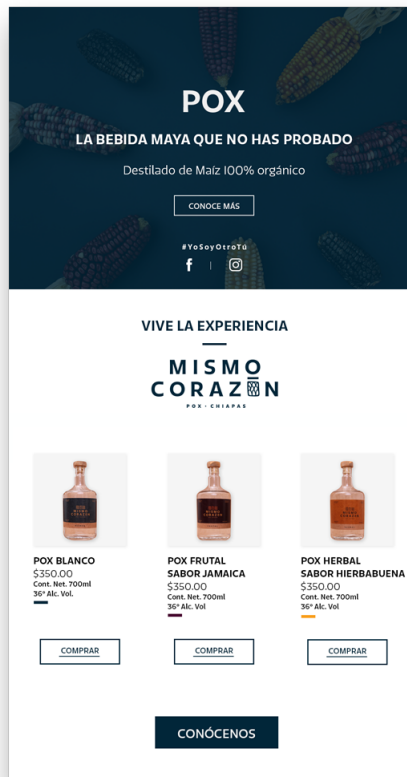 POX
LA BEBIDA MAYA QUE NO HAS PROBADO
Destilado de Maíz 100% orgánico
CONOCE MÁS
#YoSoyOtroTú
VIVE LA EXPERIENCIA
MISMO
CORAZÓN
POX · CHIAPAS
POX BLANCO
$350.00
Cont. Net. 700ml
36° Alc. Vol.
COMPRAR
POX FRUTAL
SABOR JAMAICA
$350.00
Cont. Net. 700ml
36° Alc. Vol
COMPRAR
POX HERBAL
SABOR HIERBABUENA
$350.00
Cont. Net. 700ml
36° Alc. Vol
COMPRAR
CONÓCENOS